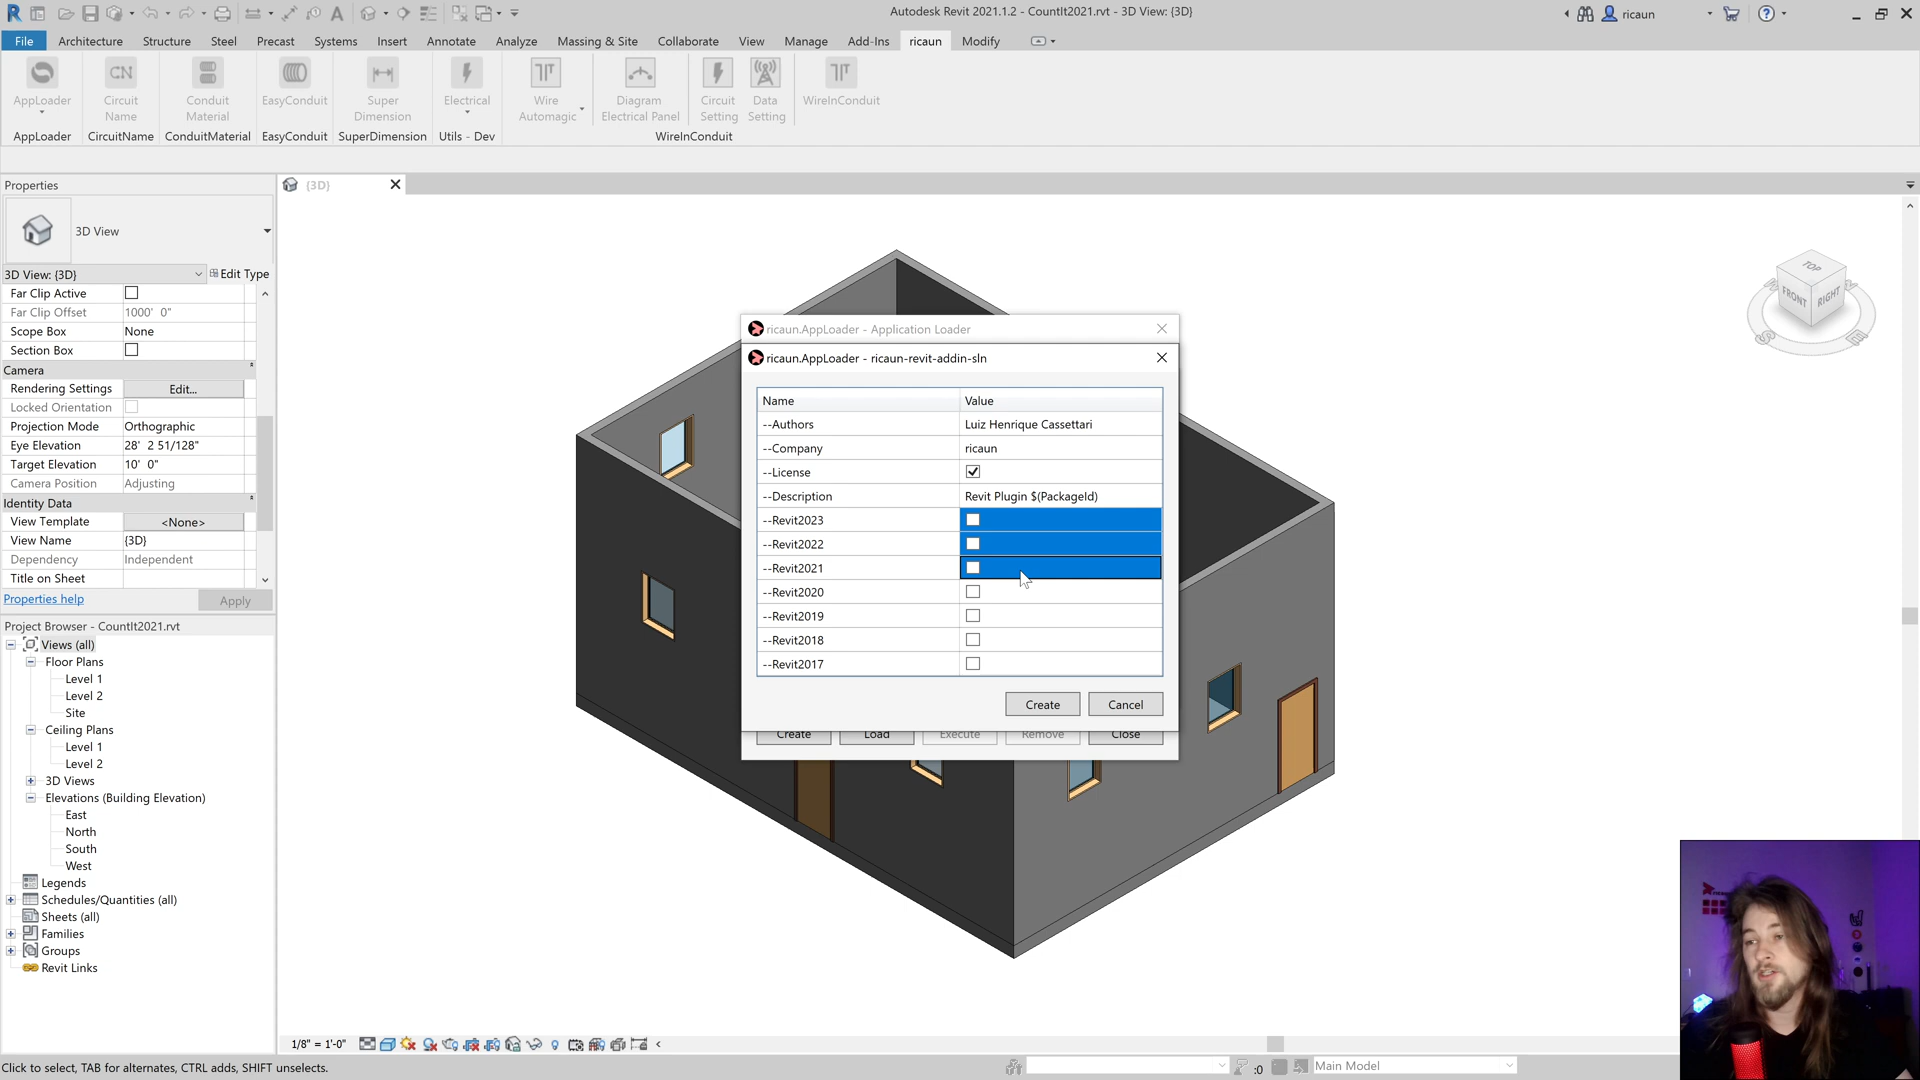 Autodesk Revit 2021.1.2 - CountIt2021.rvt - 3D View: {3D}
ricaun
File Architecture Structure Steel Precast Systems Insert Annotate Analyze Massing & Site Collaborate View Manage Add-Ins ricaun Modify
AppLoader
Circuit
Name
Conduit
Material
EasyConduit
Super
Dimension
Electrical
Wire
Automagic
Diagram
Electrical Panel
Circuit
Setting
Data
Setting
WireInConduit
AppLoader CircuitName ConduitMaterial EasyConduit SuperDimension Utils - Dev WireInConduit
Properties
{3D}
3D View
3D View: {3D} Edit Type
Far Clip Active
Far Clip Offset 1000' 0"
Scope Box None
Section Box
Camera
Rendering Settings Edit...
Locked Orientation
Projection Mode Orthographic
Eye Elevation 28' 2 51/128"
Target Elevation 10' 0"
Camera Position Adjusting
Identity Data
View Template <None>
View Name {3D}
Dependency Independent
Title on Sheet
Properties help Apply
Project Browser - CountIt2021.rvt
Views (all)
Floor Plans
Level 1
Level 2
Site
Ceiling Plans
Level 1
Level 2
3D Views
Elevations (Building Elevation)
East
North
South
West
Legends
Schedules/Quantities (all)
Sheets (all)
Families
Groups
Revit Links
TOP
FRONT RIGHT
ricaun.AppLoader - Application Loader
ricaun.AppLoader - ricaun-revit-addin-sln
Name Value
--Authors Luiz Henrique Cassettari
--Company ricaun
--License
--Description Revit Plugin $(PackageId)
--Revit2023
--Revit2022
--Revit2021
--Revit2020
--Revit2019
--Revit2018
--Revit2017
Create Cancel
Create Load Execute Remove Close
1/8" = 1'-0"
Click to select, TAB for alternates, CTRL adds, SHIFT unselects.
:0
Main Model